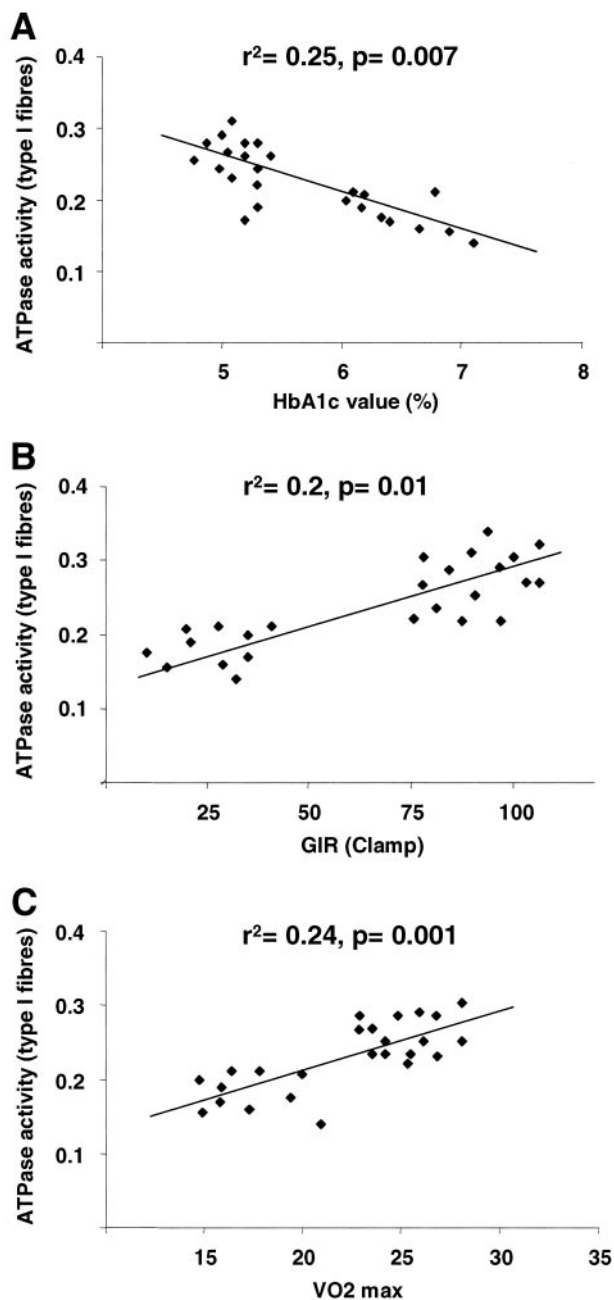 A
r²= 0.25, p= 0.007
ATPase activity (type I fibres)
0.4
0.3
0.2
0.1
5 6 7 8
HbA1c value (%)
B
r²= 0.2, p= 0.01
ATPase activity (type I fibres)
0.4
0.3
0.2
0.1
25 50 75 100
GIR (Clamp)
C
r²= 0.24, p= 0.001
ATPase activity (type I fibres)
0.4
0.3
0.2
0.1
15 20 25 30 35
VO2 max